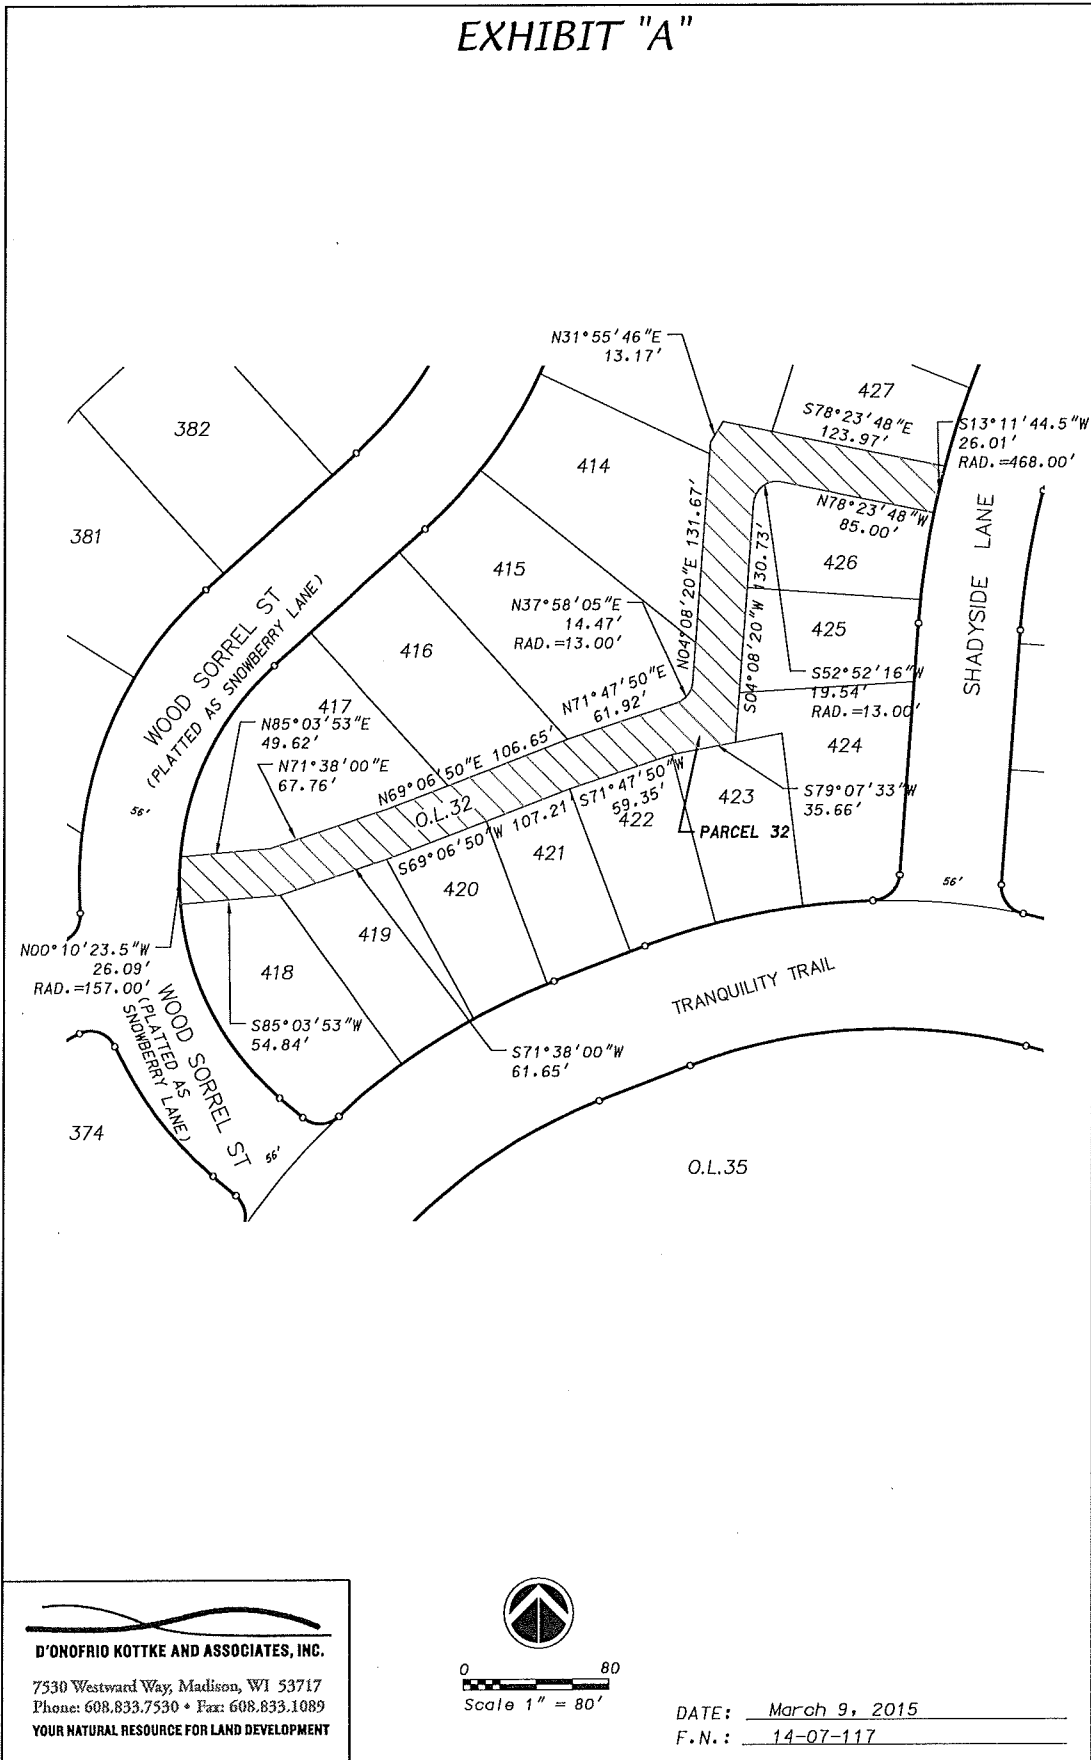 EXHIBIT "A"
N31°55'46"E
13.17'
427
S78°23'48"E
123.97'
S13°11'44.5"W
26.01'
RAD.=468.00'
382
414
N78°23'48"W
85.00'
381
N04°08'20"E 131.67'
S04°08'20"W 130.73'
426
SHADYSIDE LANE
415
N37°58'05"E
14.47'
RAD.=13.00'
425
416
S52°52'16"W
19.54'
RAD.=13.00'
WOOD SORREL ST
(PLATTED AS SNOWBERRY LANE)
417
N71°47'50"E
61.92'
N85°03'53"E
49.62'
N71°38'00"E
67.76'
424
N69°06'50"E 106.65'
O.L.32
S71°47'50"W
59.35'
423
S79°07'33"W
35.66'
56'
422
PARCEL 32
S69°06'50"W 107.21'
421
420
56'
419
N00°10'23.5"W
26.09'
RAD.=157.00'
418
TRANQUILITY TRAIL
WOOD SORREL ST
(PLATTED AS
SNOWBERRY LANE)
S85°03'53"W
54.84'
S71°38'00"W
61.65'
374
56'
O.L.35
D'ONOFRIO KOTTKE AND ASSOCIATES, INC.
7530 Westward Way, Madison, WI 53717
Phone: 608.833.7530 • Fax: 608.833.1089
YOUR NATURAL RESOURCE FOR LAND DEVELOPMENT
0 80
Scale 1" = 80'
DATE: March 9, 2015
F.N.: 14-07-117